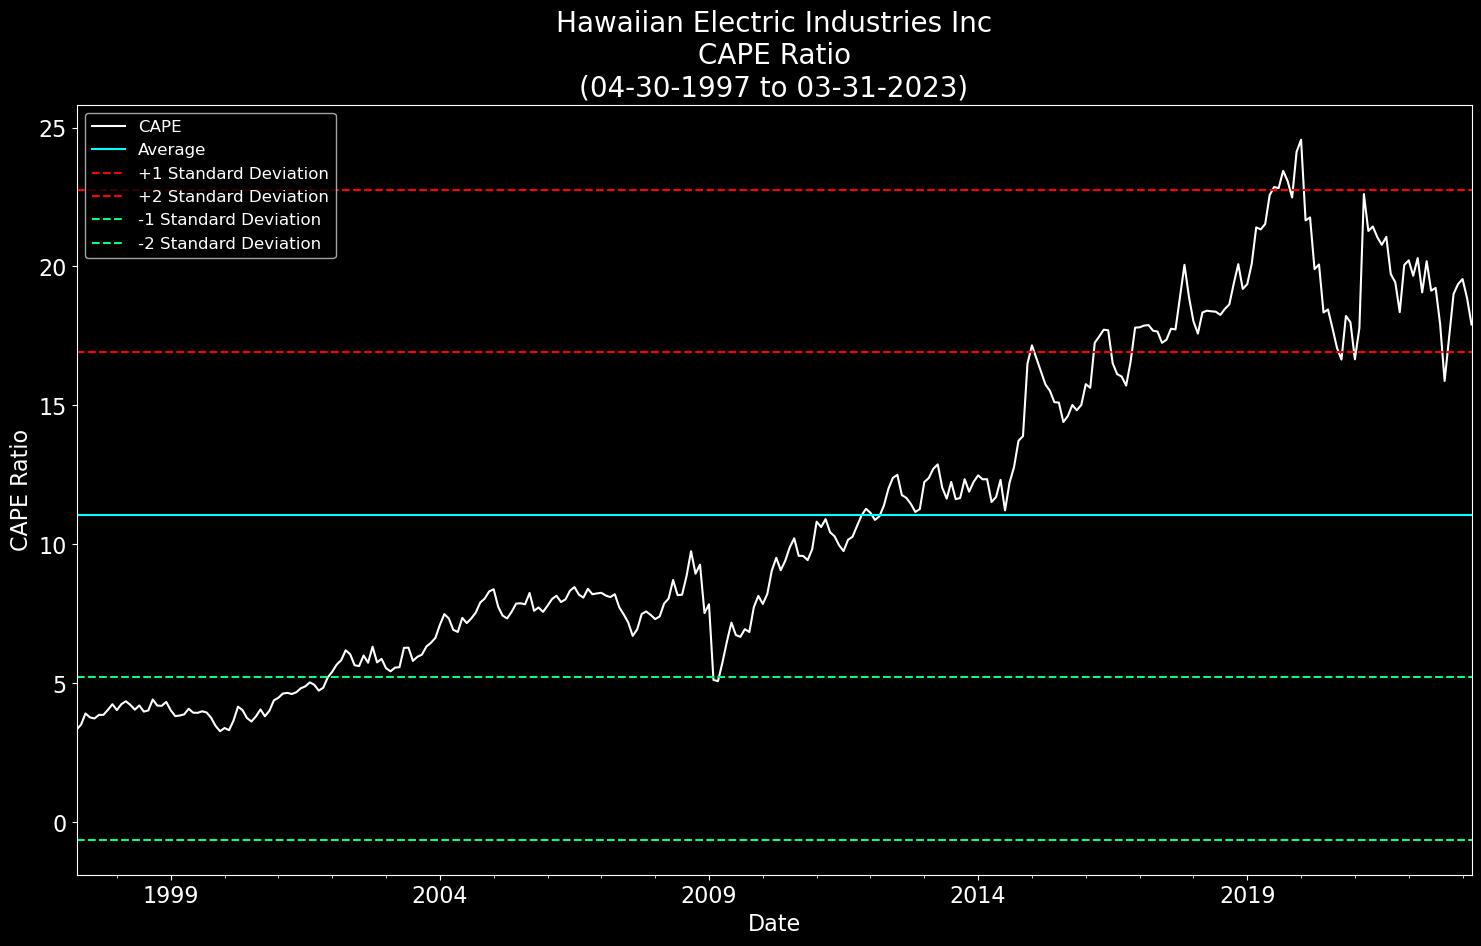 Hawaiian Electric Industries Inc
CAPE Ratio
(04-30-1997 to 03-31-2023)
CAPE
Average
+1 Standard Deviation
+2 Standard Deviation
-1 Standard Deviation
-2 Standard Deviation
CAPE Ratio
25
20
15
10
5
0
1999
2004
2009
2014
2019
Date